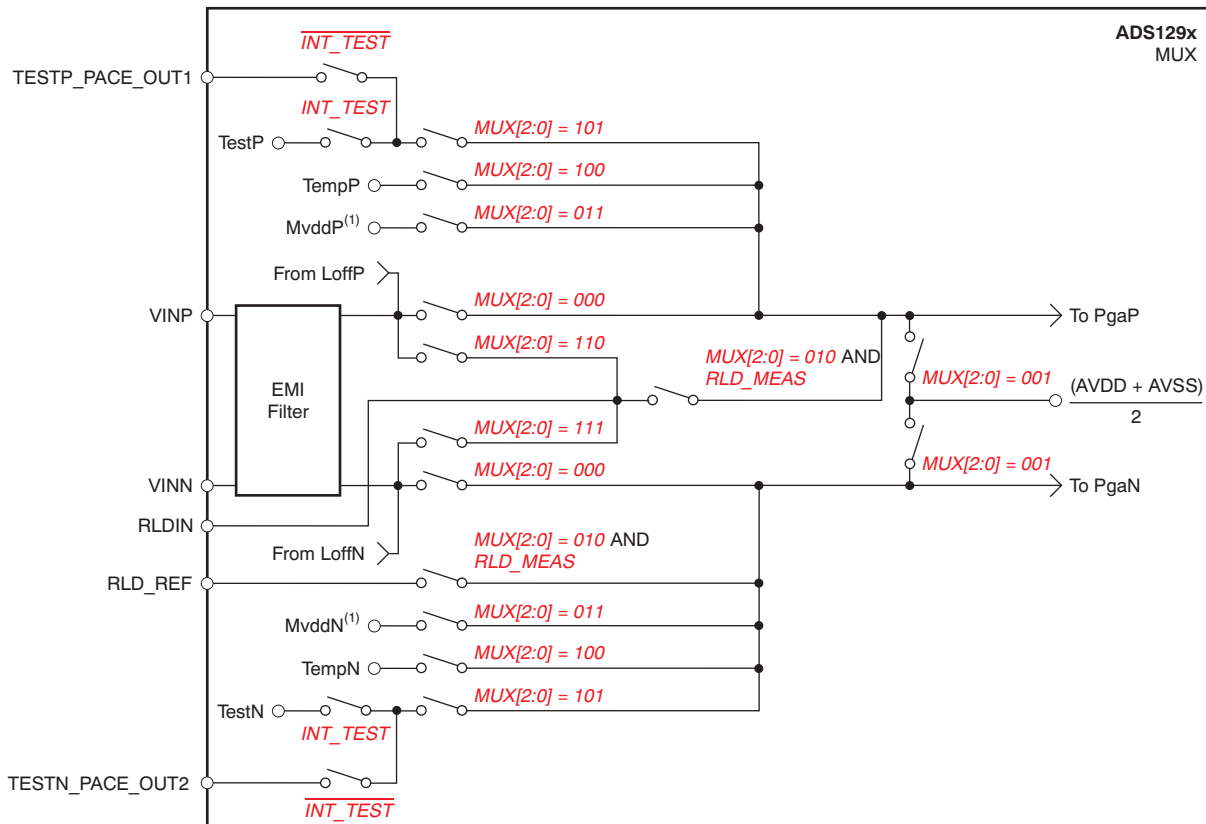 ADS129x
MUX
INT_TEST
TESTP_PACE_OUT1
INT_TEST
MUX[2:0] = 101
TestP
MUX[2:0] = 100
TempP
MUX[2:0] = 011
MvddP(1)
From LoffP
MUX[2:0] = 000
VINP
To PgaP
MUX[2:0] = 110
MUX[2:0] = 010 AND
RLD_MEAS
MUX[2:0] = 001
EMI
Filter
(AVDD + AVSS)
2
MUX[2:0] = 111
MUX[2:0] = 000
MUX[2:0] = 001
VINN
To PgaN
RLDIN
From LoffN
MUX[2:0] = 010 AND
RLD_MEAS
RLD_REF
MUX[2:0] = 011
MvddN(1)
MUX[2:0] = 100
TempN
MUX[2:0] = 101
TestN
INT_TEST
TESTN_PACE_OUT2
INT_TEST